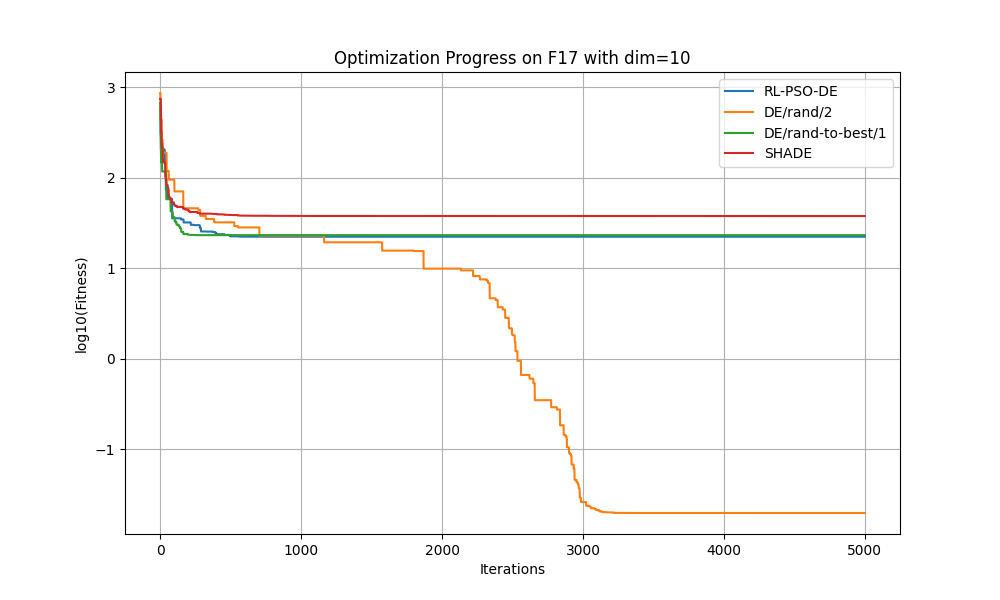 Optimization Progress on F17 with dim=10
RL-PSO-DE
DE/rand/2
DE/rand-to-best/1
SHADE
3
2
1
0
−1
log10(Fitness)
0
1000
2000
3000
4000
5000
Iterations